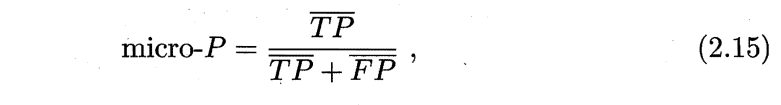 micro-P = \frac{\overline{TP}}{\overline{TP} + \overline{FP}} , (2.15)